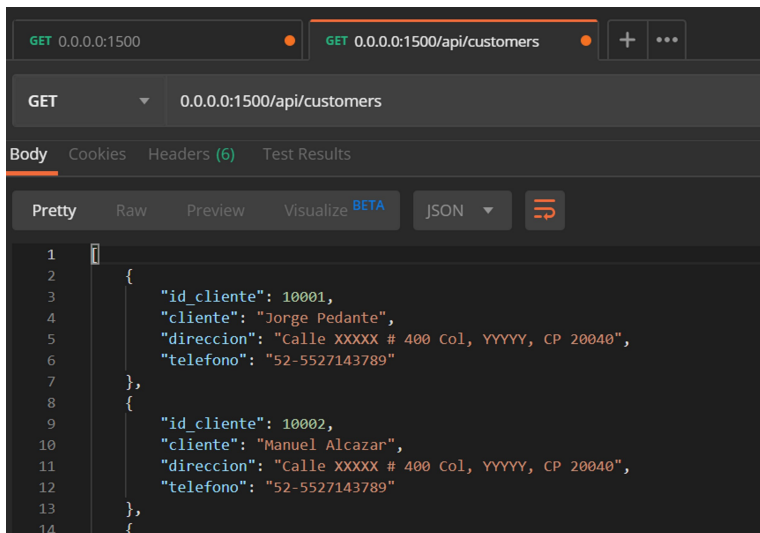 GET 0.0.0.0:1500 GET 0.0.0.0:1500/api/customers + •••
GET 0.0.0.0:1500/api/customers
Body Cookies Headers (6) Test Results
Pretty Raw Preview Visualize BETA JSON
1 [
2 {
3 "id_cliente": 10001,
4 "cliente": "Jorge Pedante",
5 "direccion": "Calle XXXXX # 400 Col, YYYYY, CP 20040",
6 "telefono": "52-5527143789"
7 },
8 {
9 "id_cliente": 10002,
10 "cliente": "Manuel Alcazar",
11 "direccion": "Calle XXXXX # 400 Col, YYYYY, CP 20040",
12 "telefono": "52-5527143789"
13 },
14 {